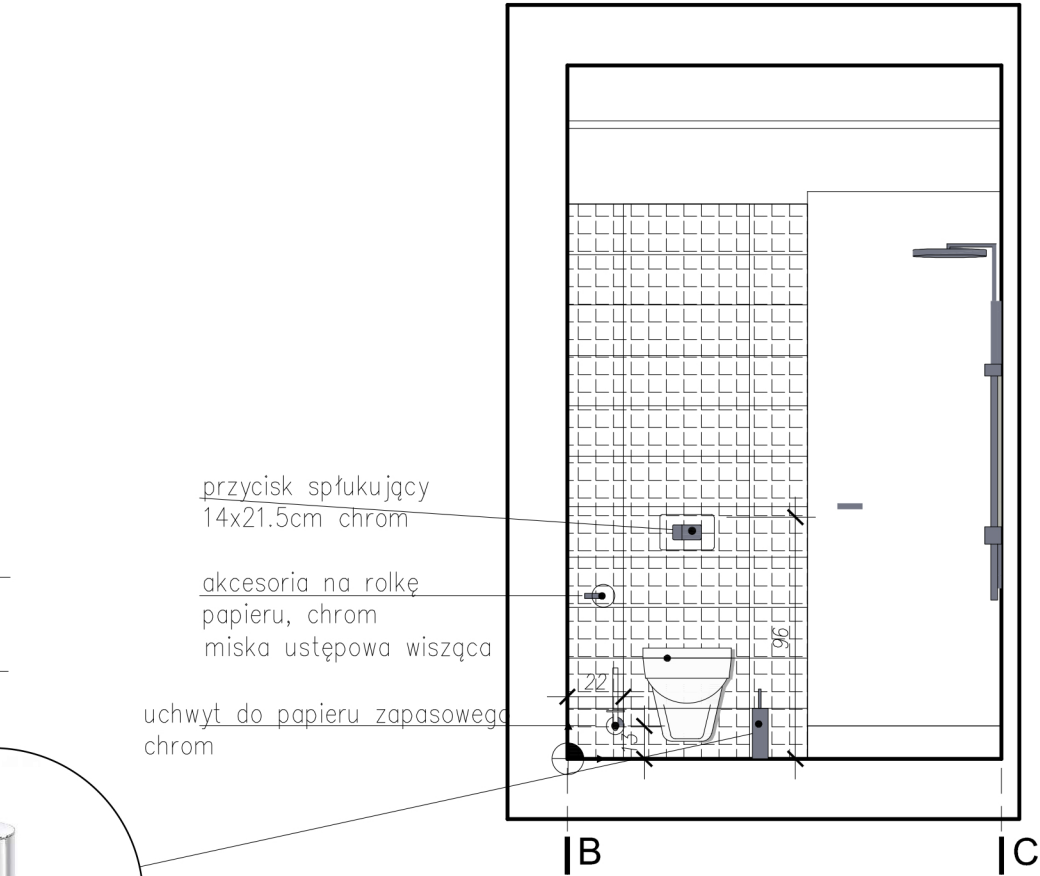 przycisk spłukujący
14x21.5cm chrom
akcesoria na rolkę
papieru, chrom
miska ustępowa wisząca
uchwyt do papieru zapasowego
chrom
96
22
13
B
C